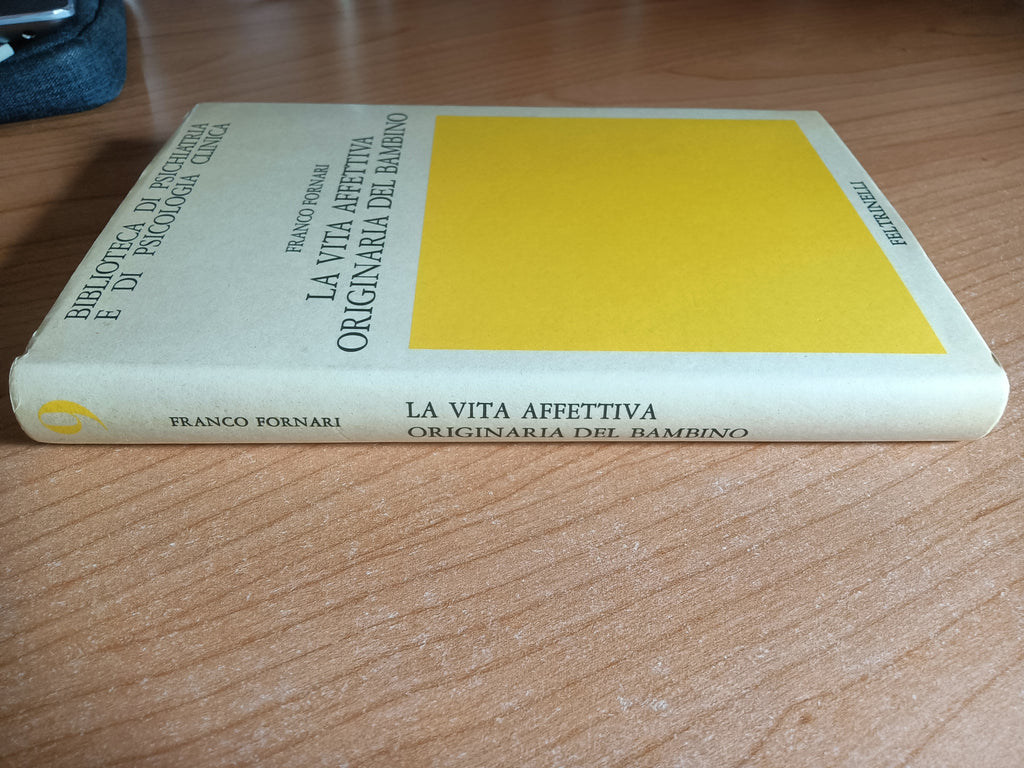 BIBLIOTECA DI PSICHIATRIA
E DI PSICOLOGIA CLINICA
FRANCO FORNARI
LA VITA AFFETTIVA
ORIGINARIA DEL BAMBINO
FELTRINELLI
9
FRANCO FORNARI
LA VITA AFFETTIVA
ORIGINARIA DEL BAMBINO